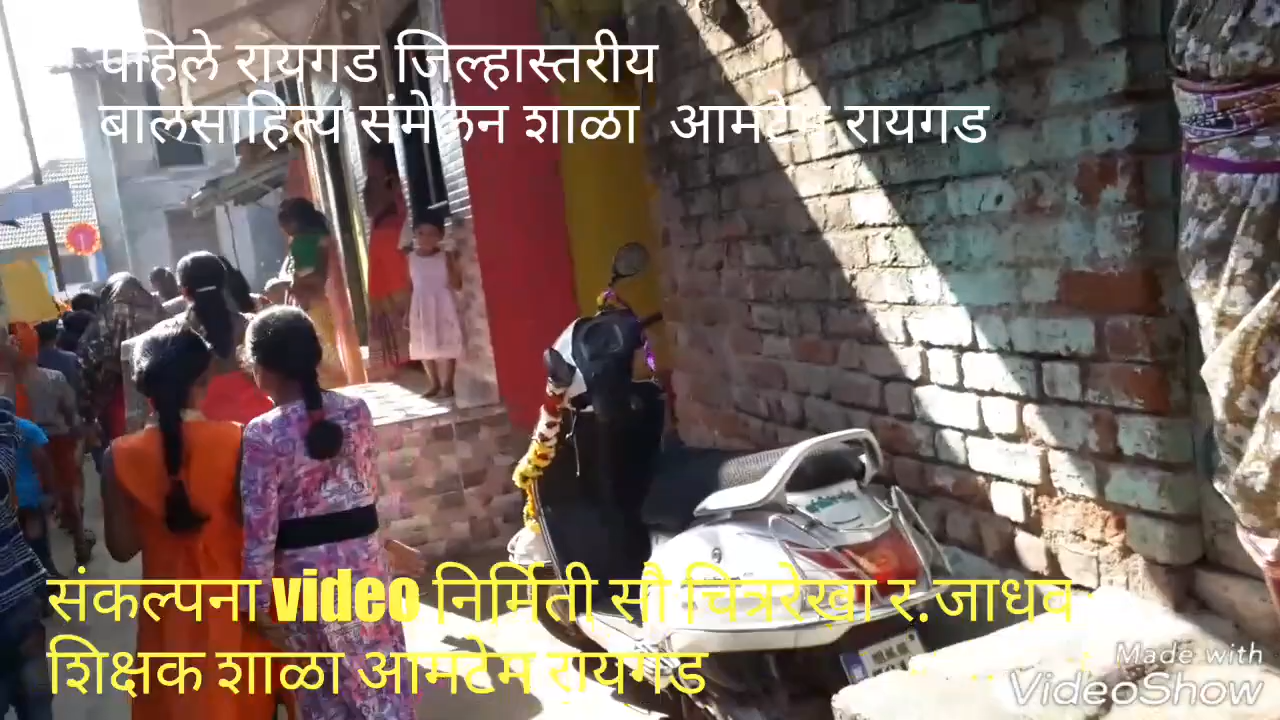 पहिले रायगड जिल्हास्तरीय
बालसाहित्य संमेलन शाळा आमटेम रायगड
संकल्पना video निर्मिती सौ चित्ररेखा र.जाधव
शिक्षक शाळा आमटेम रायगड
Made with
VideoShow